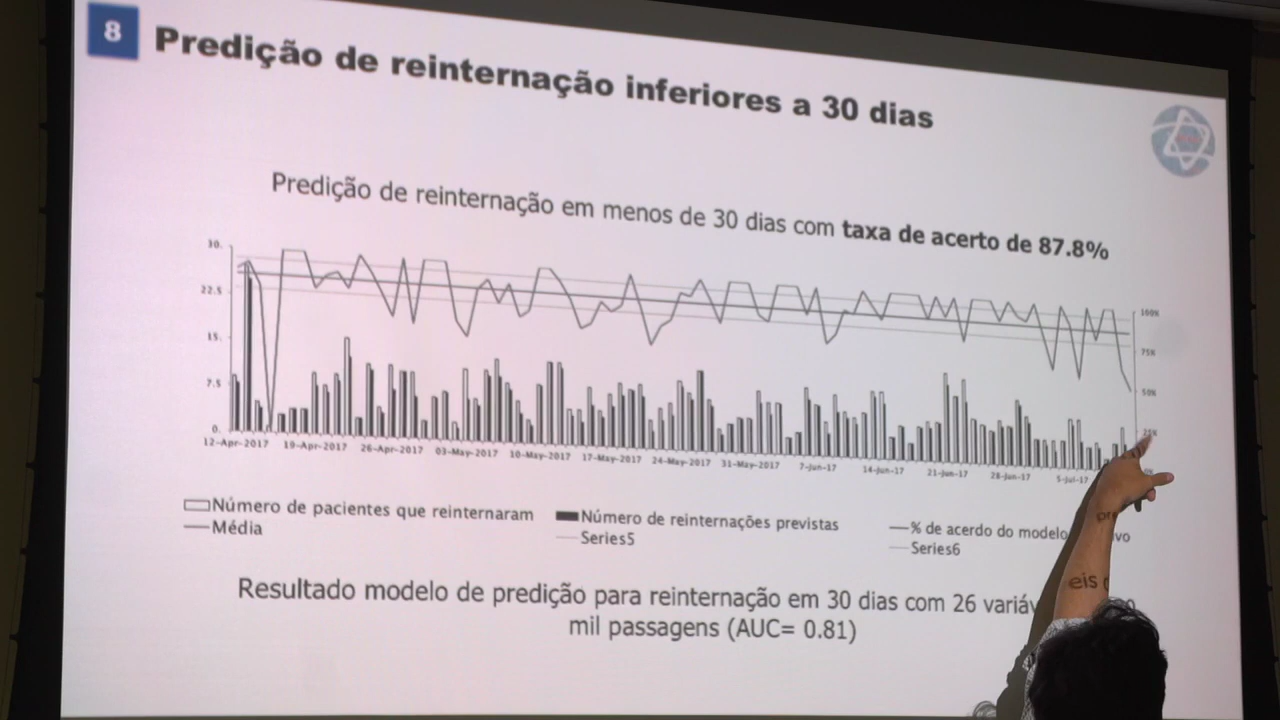 8
Predição de reinternação inferiores a 30 dias
Predição de reinternação em menos de 30 dias com taxa de acerto de 87.8%
30.
22.5
15.
7.5
0.
100%
75%
50%
25%
12-Apr-2017 19-Apr-2017 26-Apr-2017 03-May-2017 10-May-2017 17-May-2017 24-May-2017 31-May-2017 7-Jun-17 14-Jun-17 21-Jun-17 28-Jun-17 5-Jul-17
Número de pacientes que reinternaram
Número de reinternações previstas
% de acerdo do modelo
Média
Series5
Series6
Resultado modelo de predição para reinternação em 30 dias com 26 variáv eis
mil passagens (AUC= 0.81)